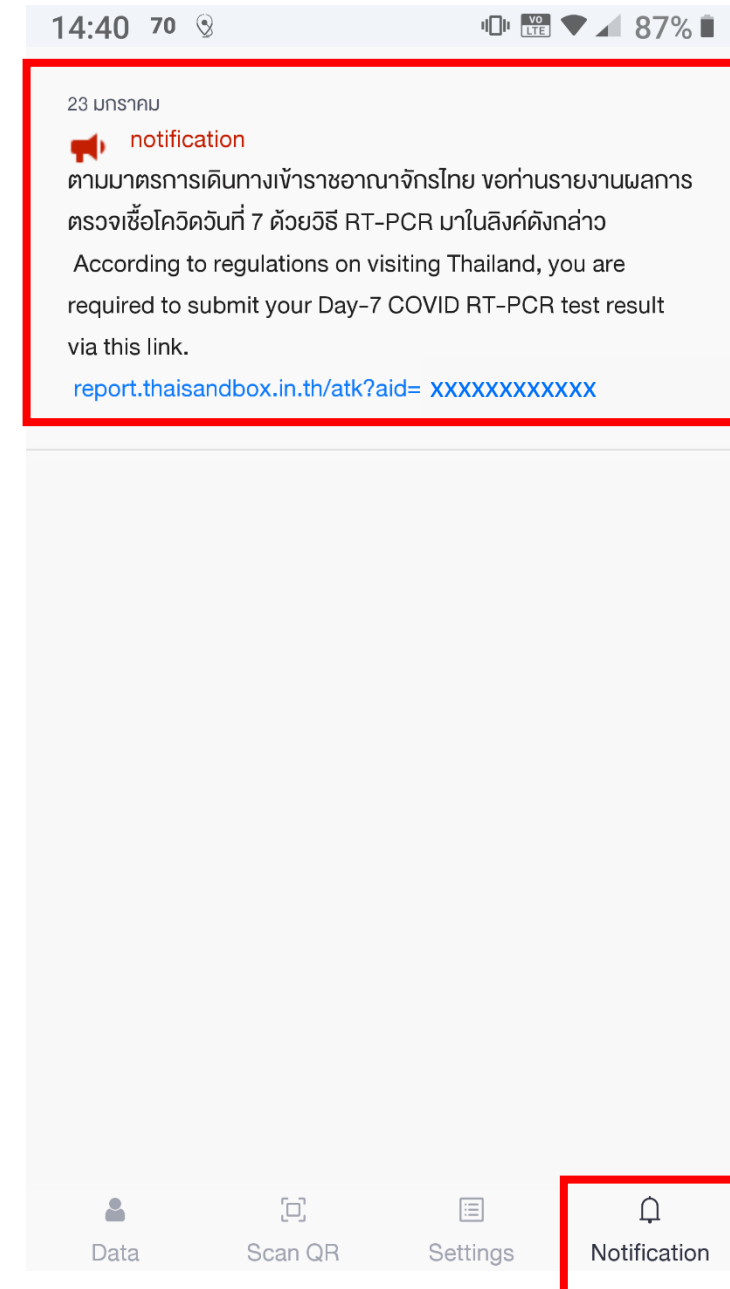 14:40 70 VO LTE 87%
23 มกราคม
notification
ตามมาตรการเดินทางเข้าราชอาณาจักรไทย ขอท่านรายงานผลการ
ตรวจเชื้อโควิดวันที่ 7 ด้วยวิธี RT-PCR มาในลิงค์ดังกล่าว
According to regulations on visiting Thailand, you are
required to submit your Day-7 COVID RT-PCR test result
via this link.
report.thaisandbox.in.th/atk?aid= XXXXXXXXXXXX
Data Scan QR Settings Notification